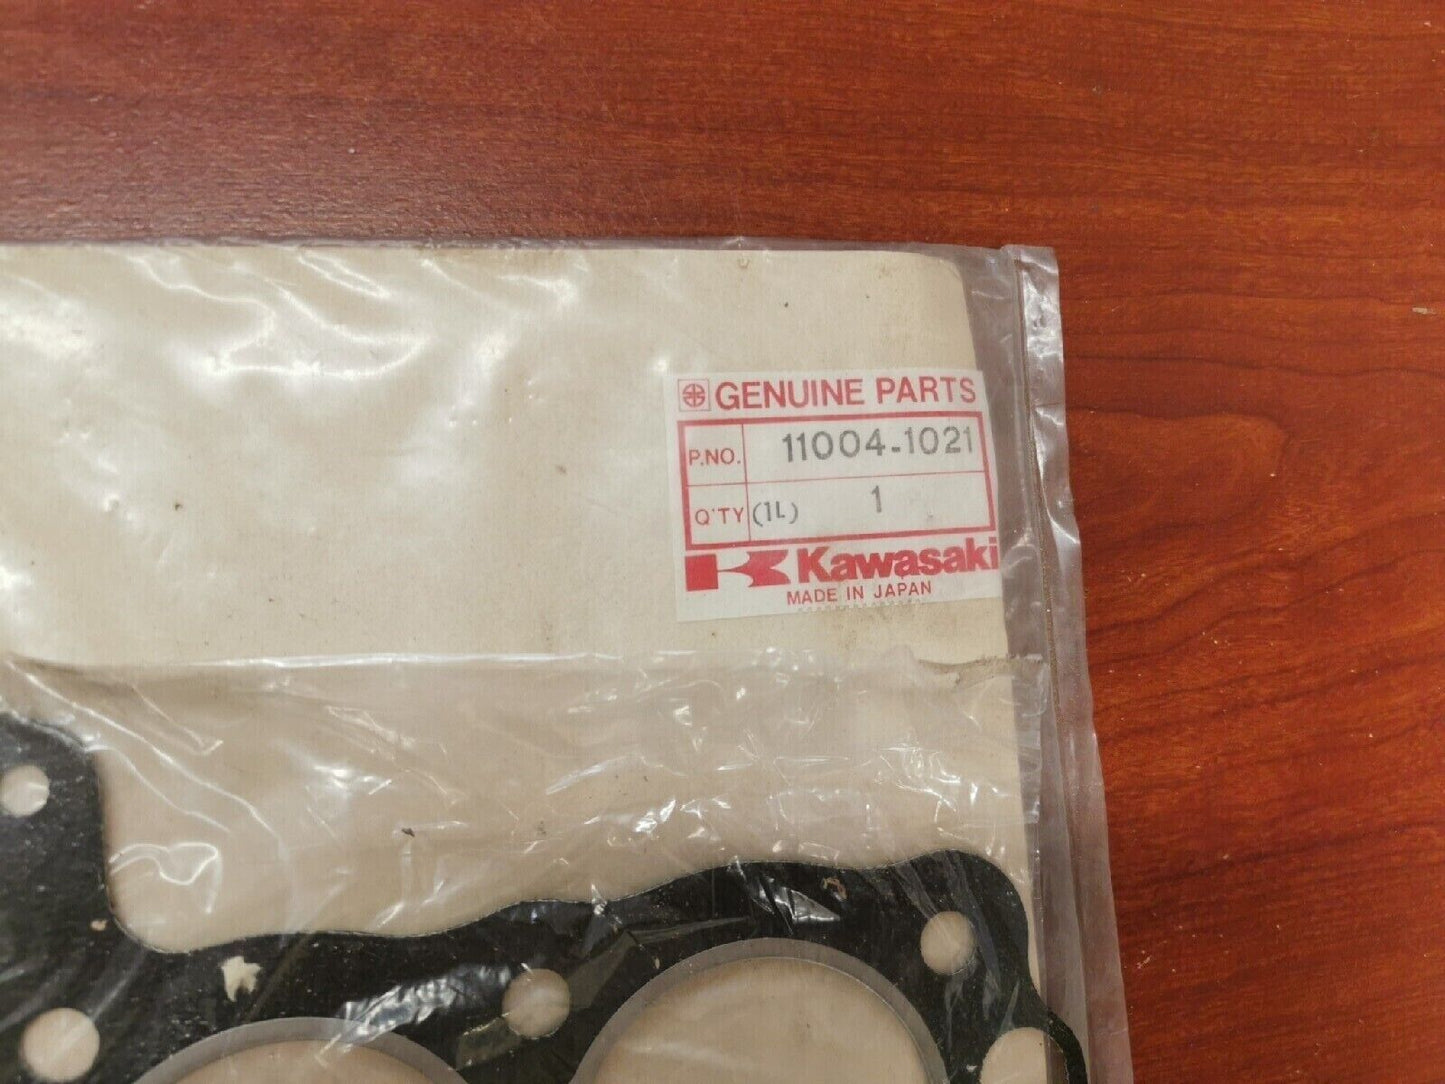 GENUINE PARTS
P.NO. 11004-1021
Q'TY (1L) 1
Kawasaki
MADE IN JAPAN